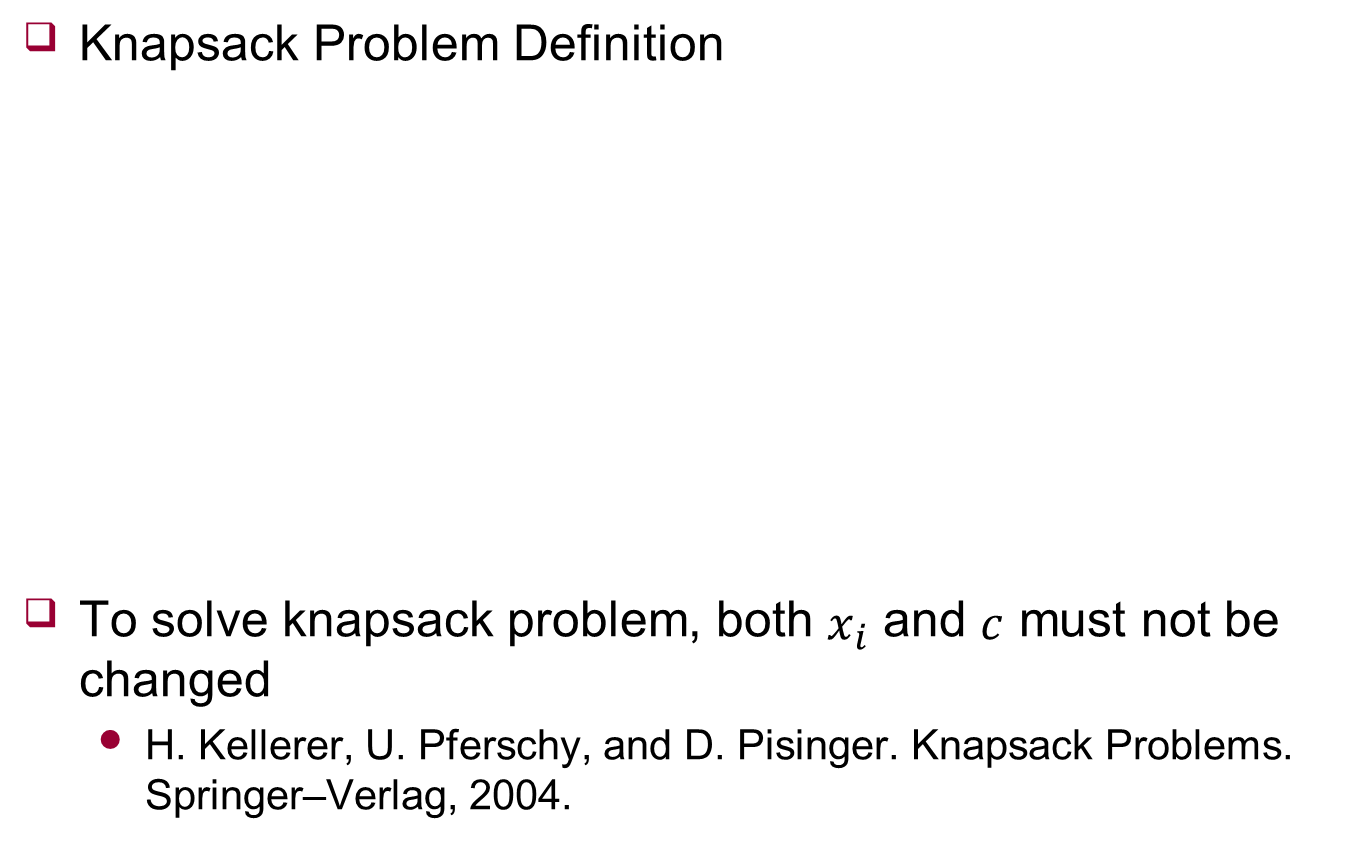 ❑ Knapsack Problem Definition
❑ To solve knapsack problem, both 𝑥ᵢ and 𝑐 must not be
changed
● H. Kellerer, U. Pferschy, and D. Pisinger. Knapsack Problems.
Springer–Verlag, 2004.